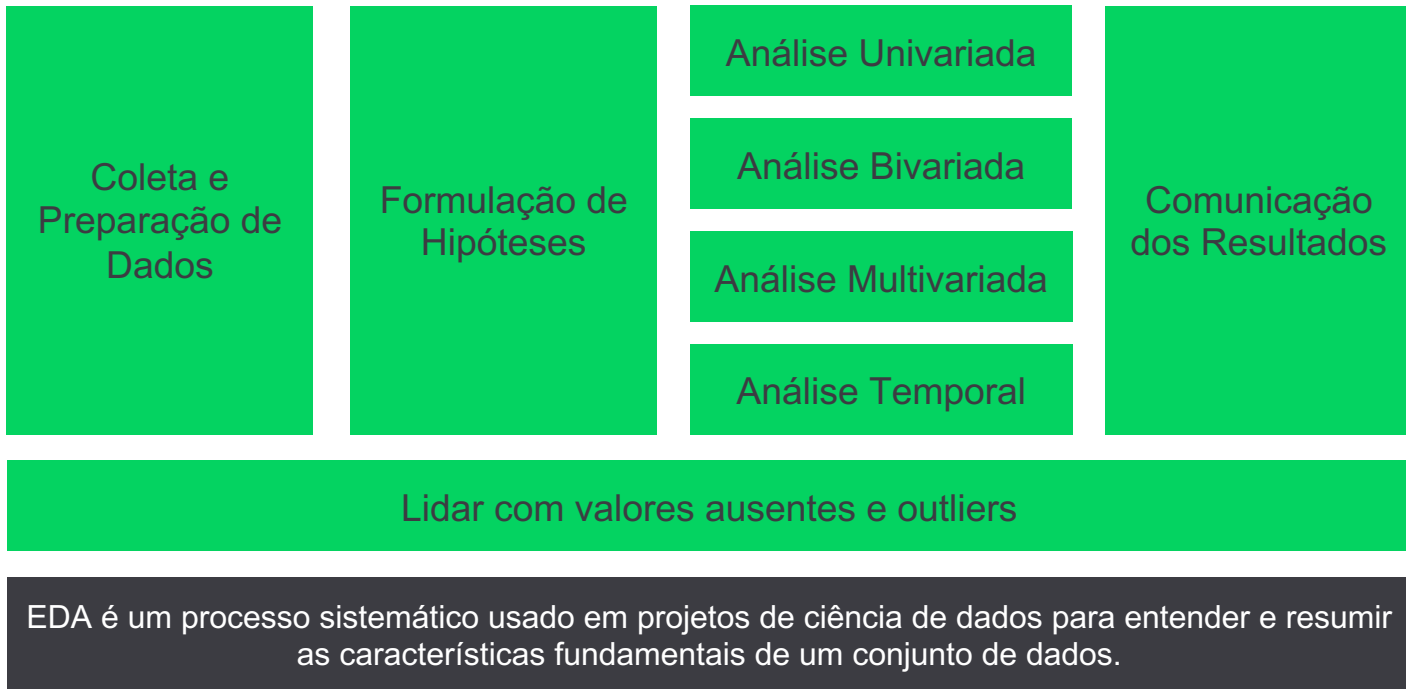 Coleta e
Preparação de
Dados
Formulação de
Hipóteses
Análise Univariada
Análise Bivariada
Análise Multivariada
Análise Temporal
Comunicação
dos Resultados
Lidar com valores ausentes e outliers
EDA é um processo sistemático usado em projetos de ciência de dados para entender e resumir
as características fundamentais de um conjunto de dados.